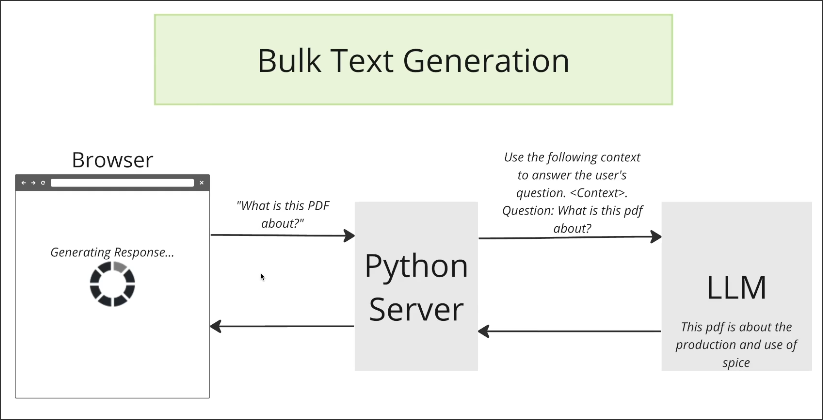 Bulk Text Generation
Browser
Use the following context
to answer the user's
question. <Context>.
Question: What is this pdf
about?
"What is this PDF
about?"
Generating Response...
Python
Server
LLM
This pdf is about the
production and use of
spice